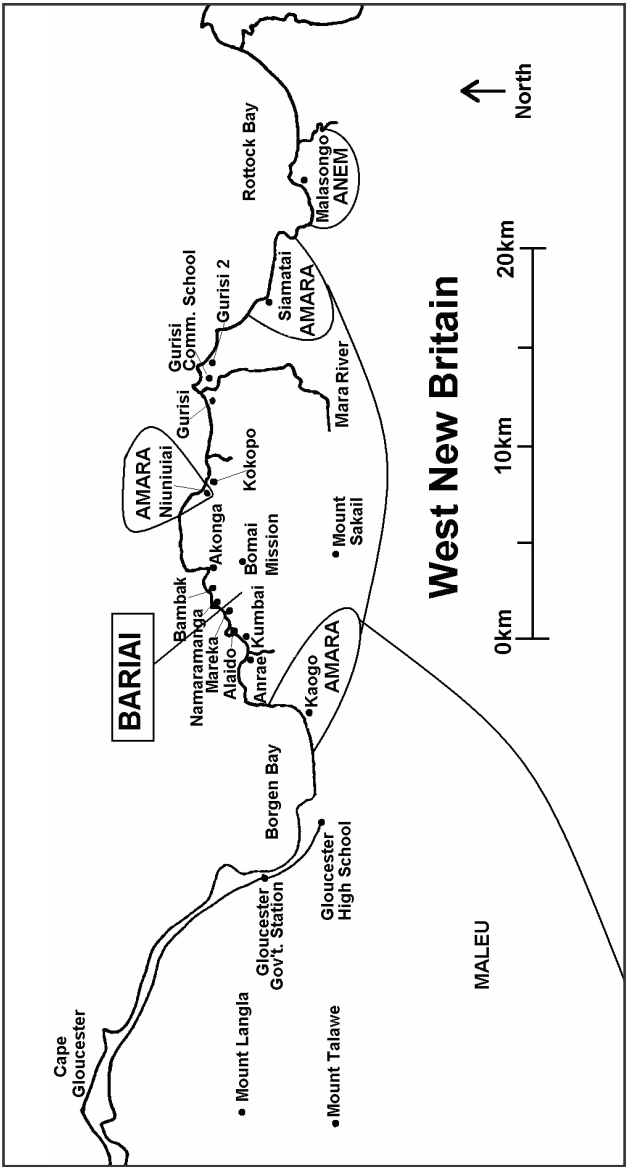 Cape
Gloucester
Mount Langla
Mount Talawe
MALEU
Gloucester
Gov't. Station
Gloucester
High School
Borgen Bay
BARIAI
Kaogo
AMARA
Anrae
Alaido
Kumbai
Mareka
Namaramanga
Bambak
Akonga
Bomai
Mission
Mount
Sakail
AMARA
Niuniuiai
Kokopo
Gurisi
Gurisi
Comm. School
Gurisi 2
Mara River
Siamatai
AMARA
Rottock Bay
Malasongo
ANEM
West New Britain
0km
10km
20km
North